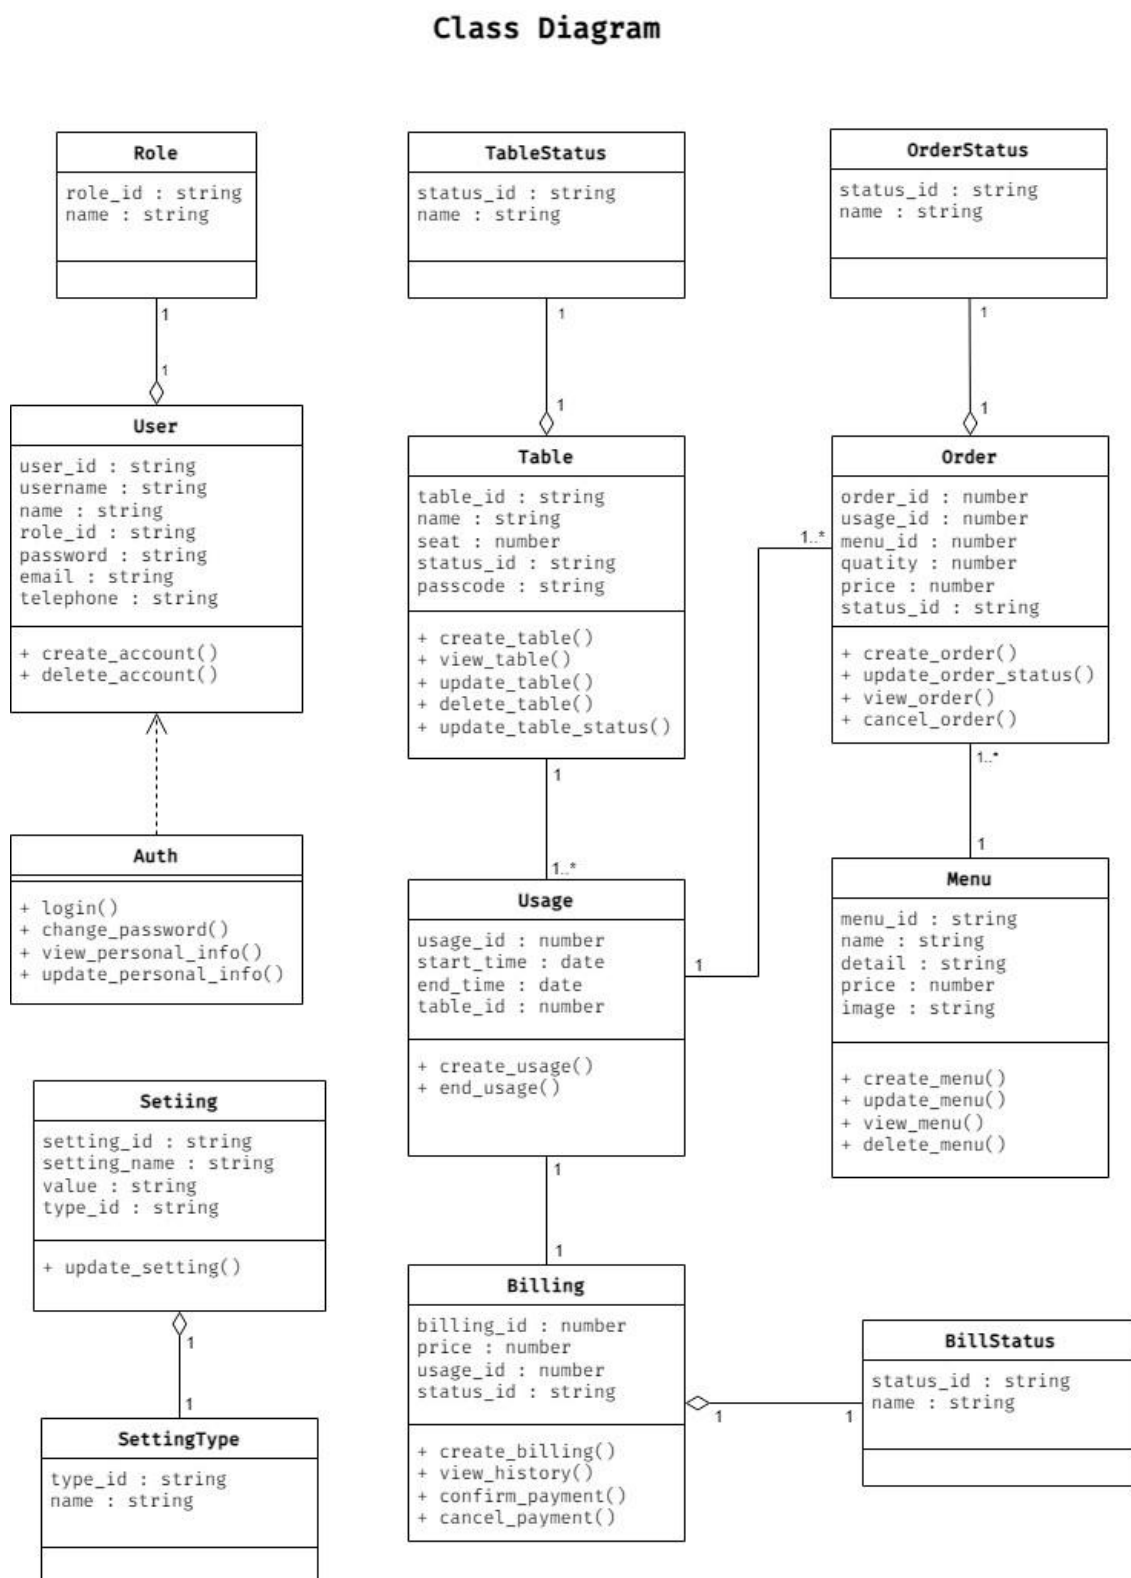 Class Diagram
Role
role_id : string
name : string
1
1
User
user_id : string
username : string
name : string
role_id : string
password : string
email : string
telephone : string
+ create_account()
+ delete_account()
Auth
+ login()
+ change_password()
+ view_personal_info()
+ update_personal_info()
Setiing
setting_id : string
setting_name : string
value : string
type_id : string
+ update_setting()
1
1
SettingType
type_id : string
name : string
TableStatus
status_id : string
name : string
1
1
Table
table_id : string
name : string
seat : number
status_id : string
passcode : string
+ create_table()
+ view_table()
+ update_table()
+ delete_table()
+ update_table_status()
1
1..*
Usage
usage_id : number
start_time : date
end_time : date
table_id : number
+ create_usage()
+ end_usage()
1
1..*
1
1
Billing
billing_id : number
price : number
usage_id : number
status_id : string
+ create_billing()
+ view_history()
+ confirm_payment()
+ cancel_payment()
1
1
BillStatus
status_id : string
name : string
OrderStatus
status_id : string
name : string
1
1
Order
order_id : number
usage_id : number
menu_id : number
quatity : number
price : number
status_id : string
+ create_order()
+ update_order_status()
+ view_order()
+ cancel_order()
1..*
1
Menu
menu_id : string
name : string
detail : string
price : number
image : string
+ create_menu()
+ update_menu()
+ view_menu()
+ delete_menu()